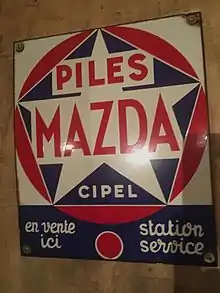 PILES
MAZDA
CIPEL
en vente ici
station service